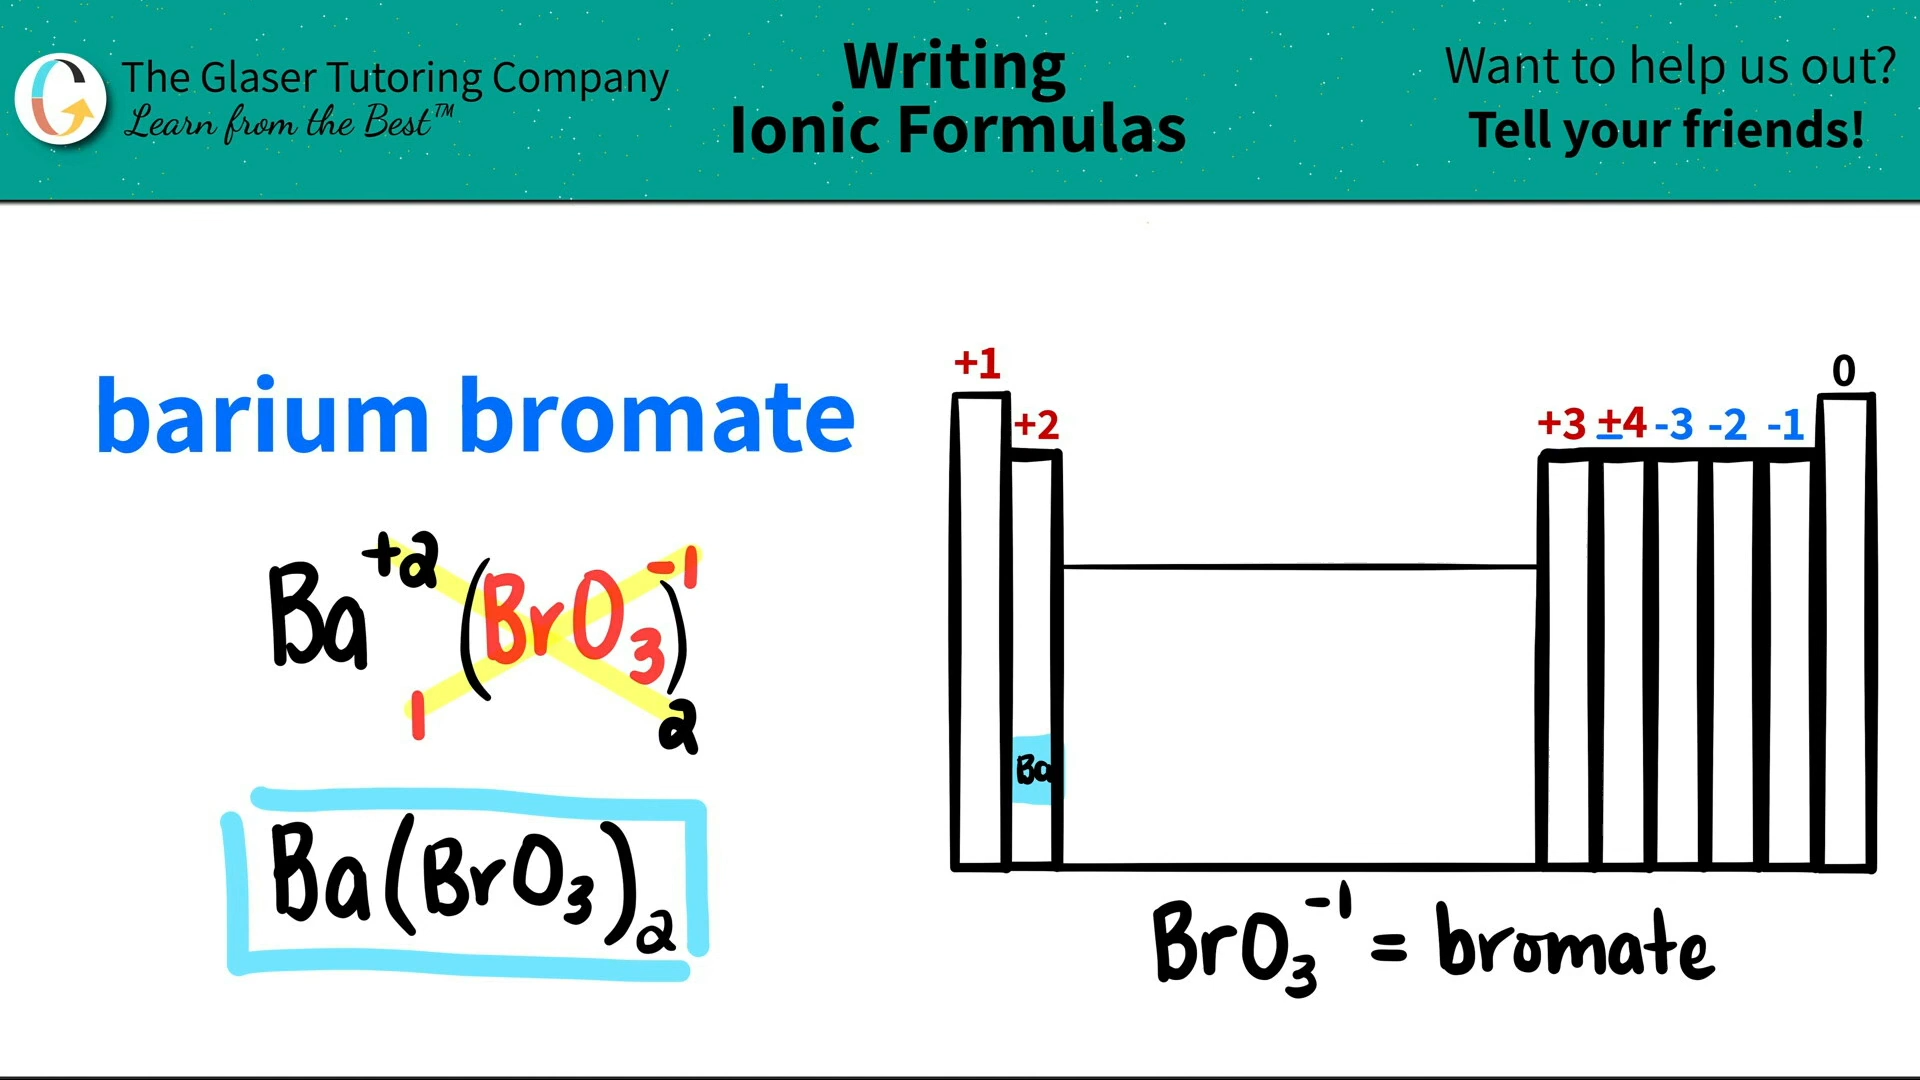 The Glaser Tutoring Company
Learn from the Best™
Writing
Ionic Formulas
Want to help us out?
Tell your friends!
barium bromate
Ba⁺² (BrO₃)⁻¹
1 2
Ba(BrO₃)₂
+1
+2
+3 ±4 -3 -2 -1
0
Ba
BrO₃⁻¹ = bromate